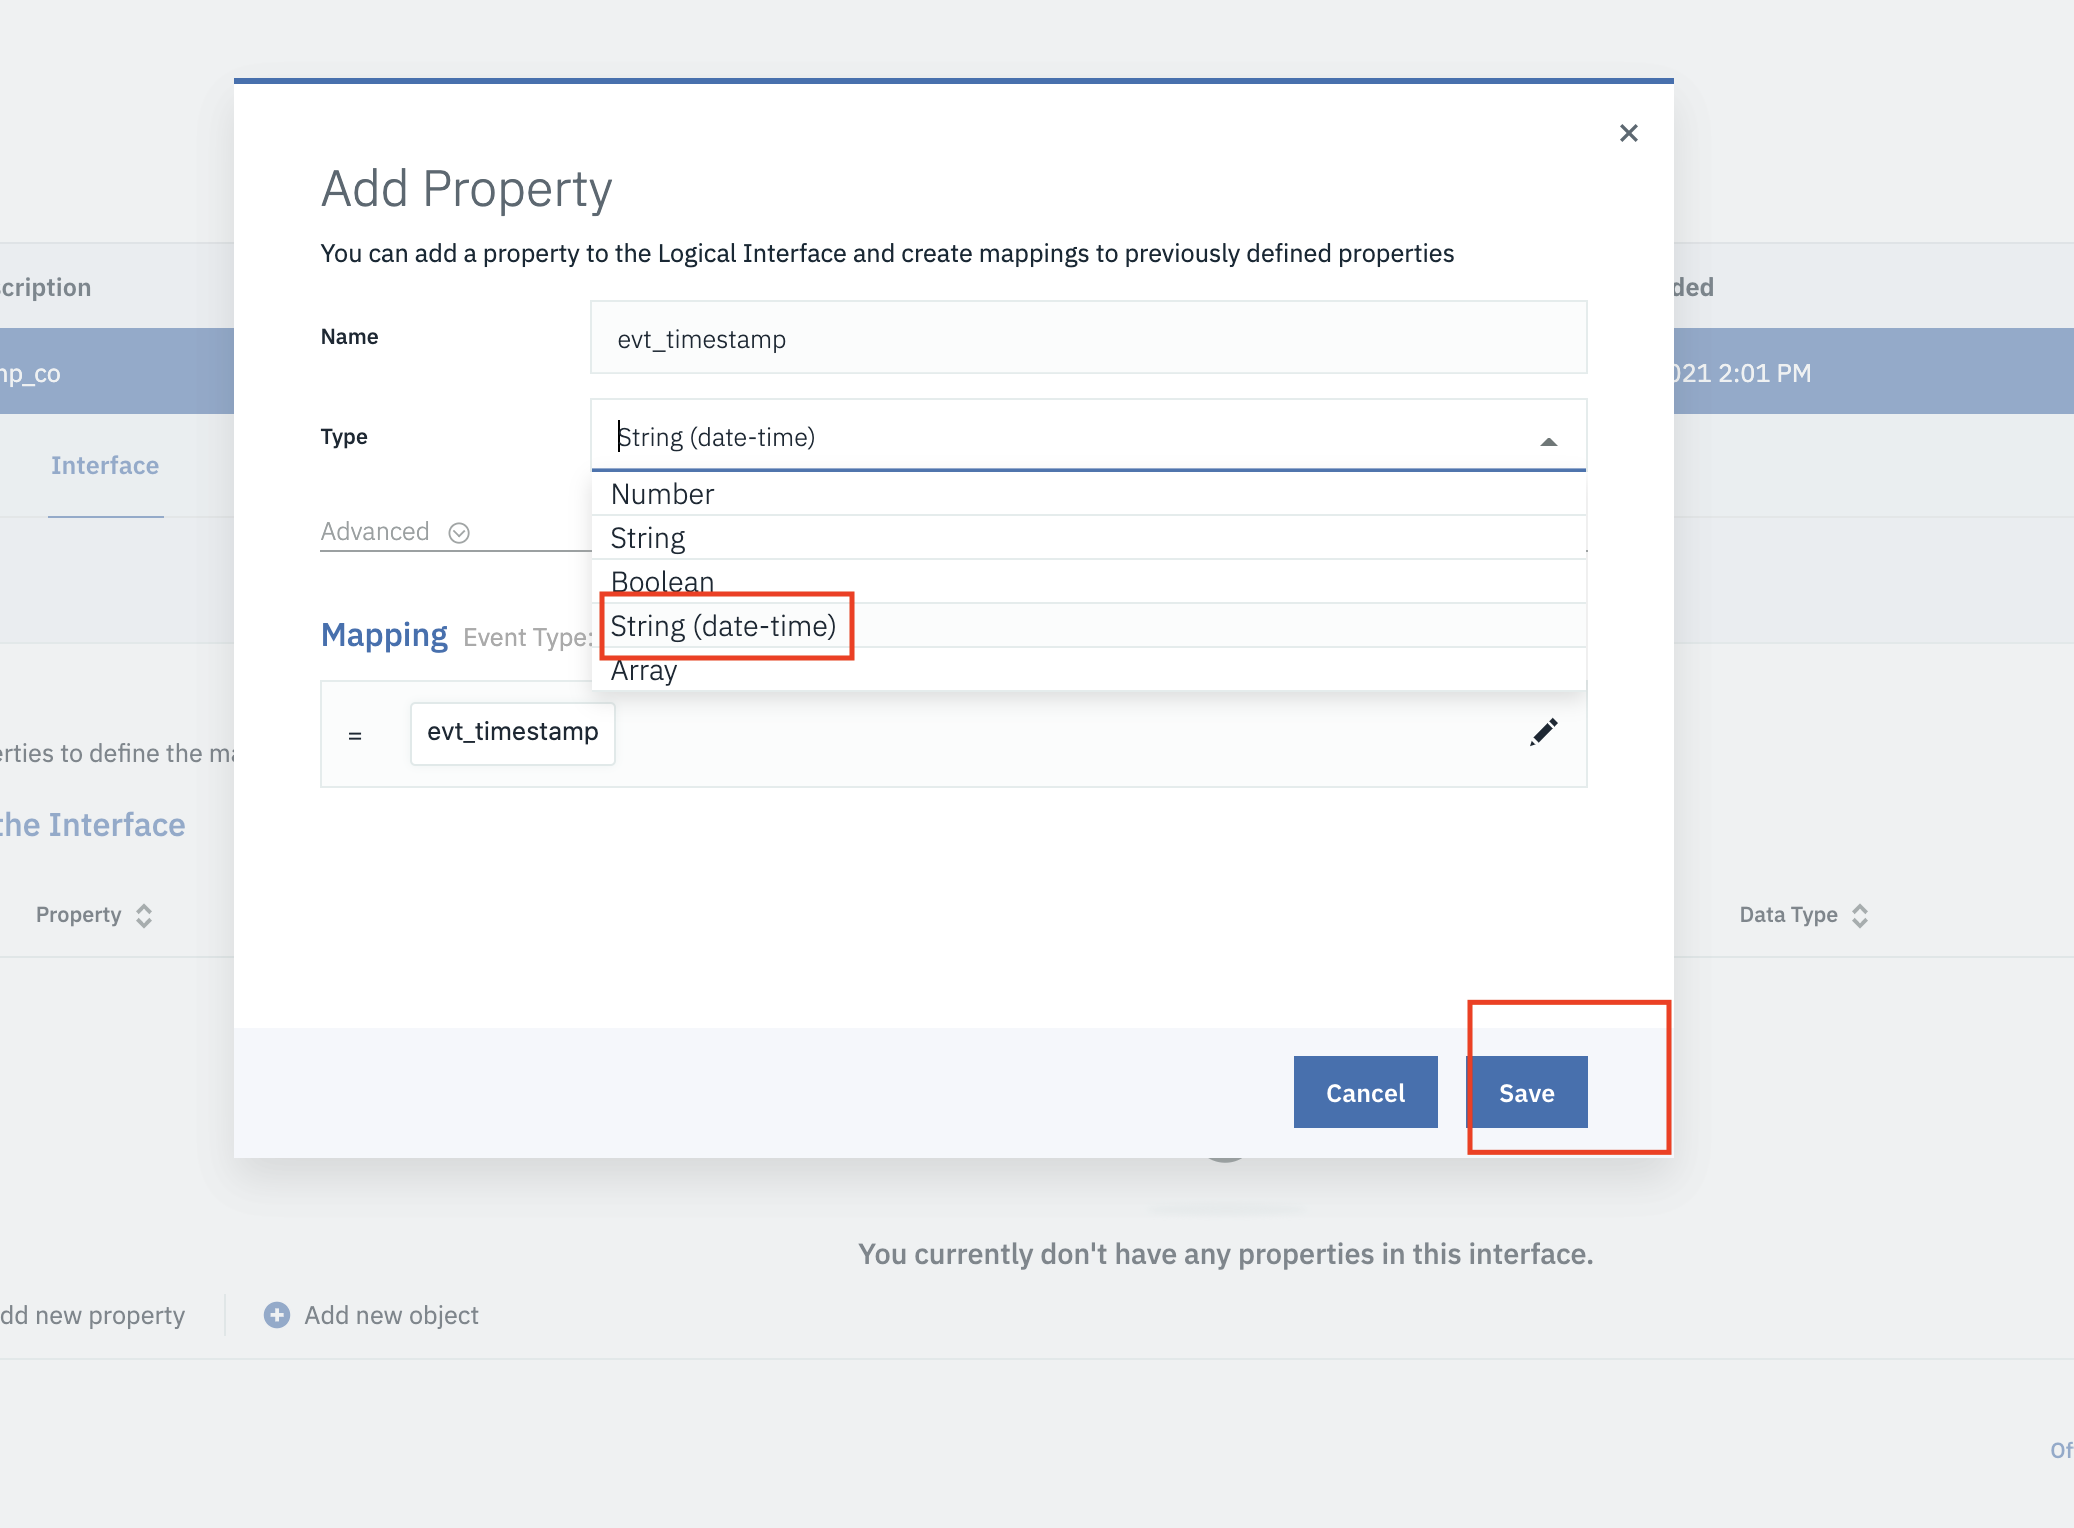 Add Property
You can add a property to the Logical Interface and create mappings to previously defined properties
cription
ded
Name
evt_timestamp
mp_co
021 2:01 PM
Type
String (date-time)
Interface
Number
Advanced
String
Boolean
Mapping Event Type:
String (date-time)
Array
= evt_timestamp
erties to define the ma
the Interface
Property
Data Type
Cancel
Save
You currently don't have any properties in this interface.
dd new property
Add new object
Of